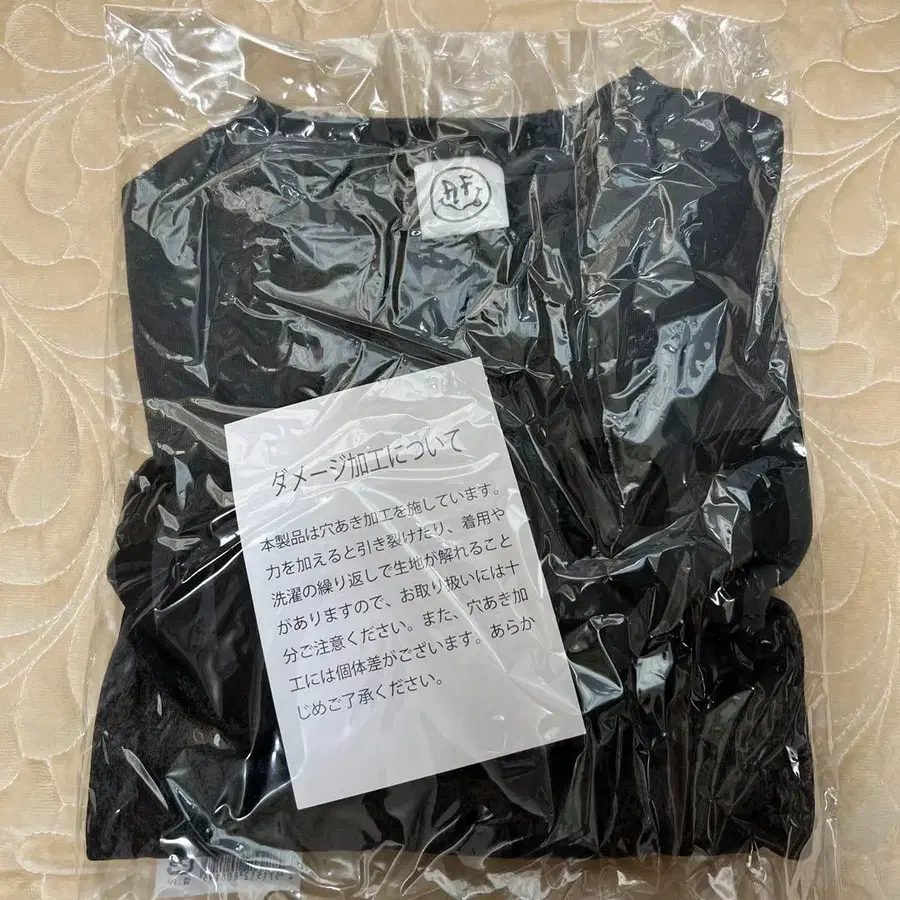 ダメージ加工について
本製品は穴あき加工を施しています。
力を加えると引き裂けたり、着用や
洗濯の繰り返しで生地が解れること
がありますので、お取り扱いには十
分ご注意ください。また、穴あき加
工には個体差がございます。あらか
じめご了承ください。